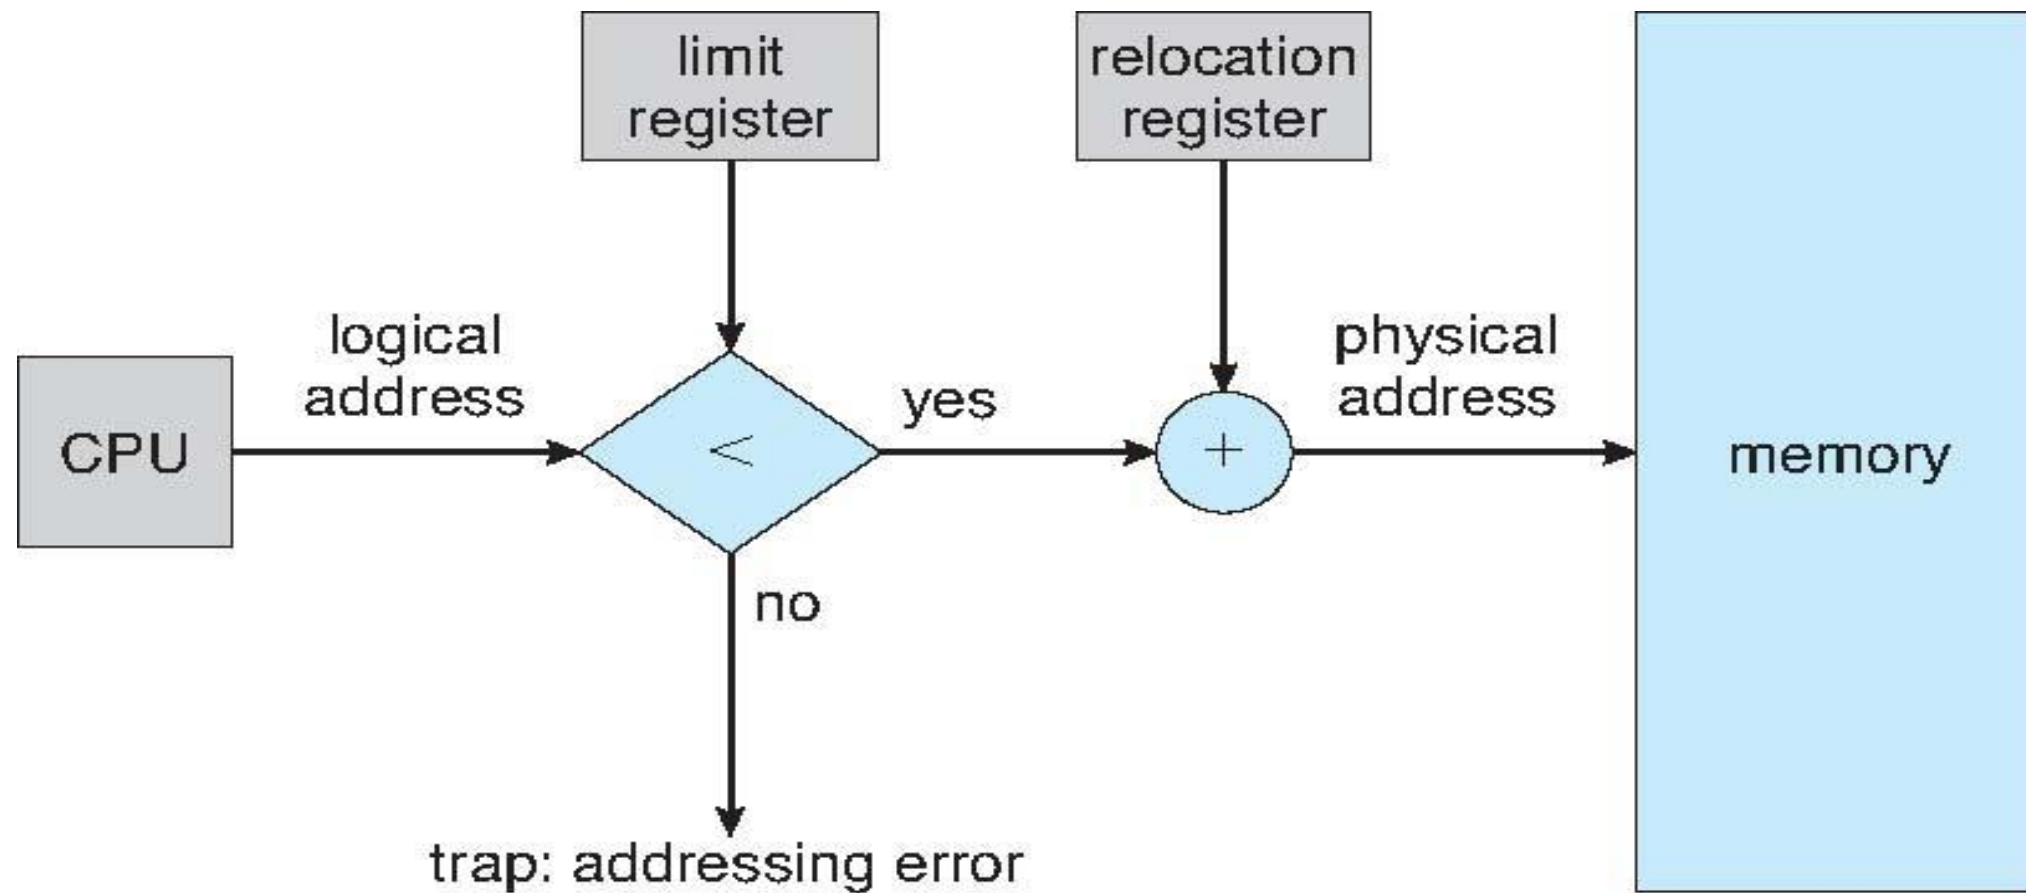 limit
register
relocation
register
logical
address
physical
address
CPU
<
yes
+
memory
no
trap: addressing error